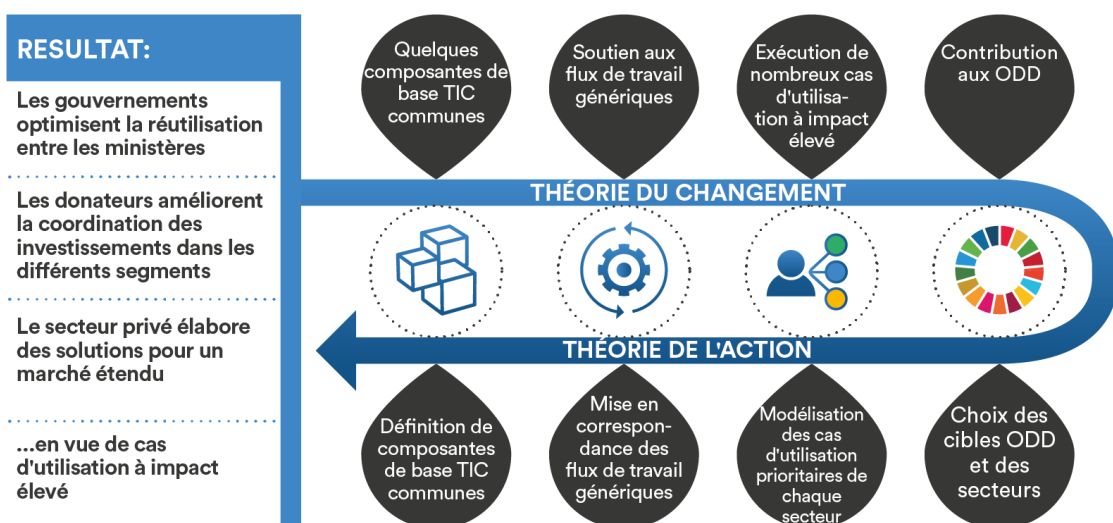 RESULTAT:
Les gouvernements
optimisent la réutilisation
entre les ministères
Les donateurs améliorent
la coordination des
investissements dans les
différents segments
Le secteur privé élabore
des solutions pour un
marché étendu
...en vue de cas
d'utilisation à impact
élevé
Quelques
composantes de
base TIC
communes
Soutien aux
flux de travail
génériques
Exécution de
nombreux cas
d'utilisa-
tion à impact
élevé
Contribution
aux ODD
THÉORIE DU CHANGEMENT
THÉORIE DE L'ACTION
Définition de
composantes
de base TIC
communes
Mise en
correspon-
dance des
flux de travail
génériques
Modélisation
des cas
d'utilisation
prioritaires de
chaque
secteur
Choix des
cibles ODD
et des
secteurs